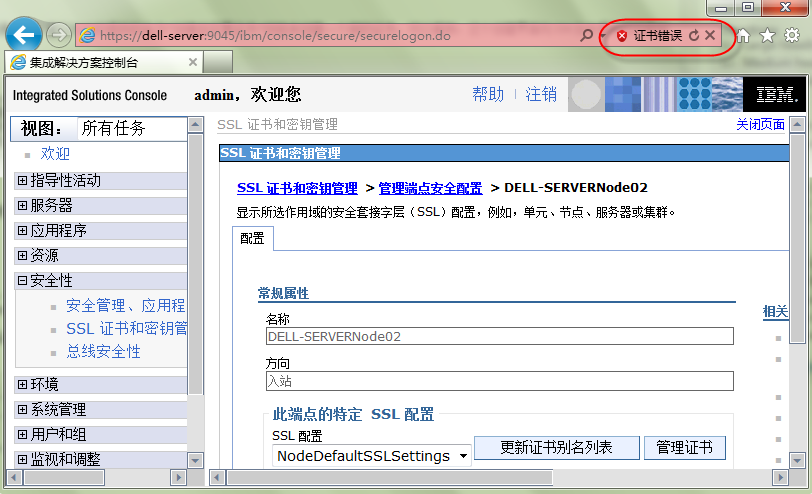 https://dell-server:9045/ibm/console/secure/securelogon.do
证书错误
集成解决方案控制台
Integrated Solutions Console
admin，欢迎您
帮助
注销
IBM.
视图：
所有任务
欢迎
指导性活动
服务器
应用程序
资源
安全性
安全管理、应用程
SSL 证书和密钥管
总线安全性
环境
系统管理
用户和组
监视和调整
SSL 证书和密钥管理
关闭页面
SSL 证书和密钥管理
SSL 证书和密钥管理 > 管理端点安全配置 > DELL-SERVERNode02
显示所选作用域的安全套接字层（SSL）配置，例如，单元、节点、服务器或集群。
配置
常规属性
名称
DELL-SERVERNode02
方向
入站
此端点的特定 SSL 配置
SSL 配置
NodeDefaultSSLSettings
更新证书别名列表
管理证书
相关